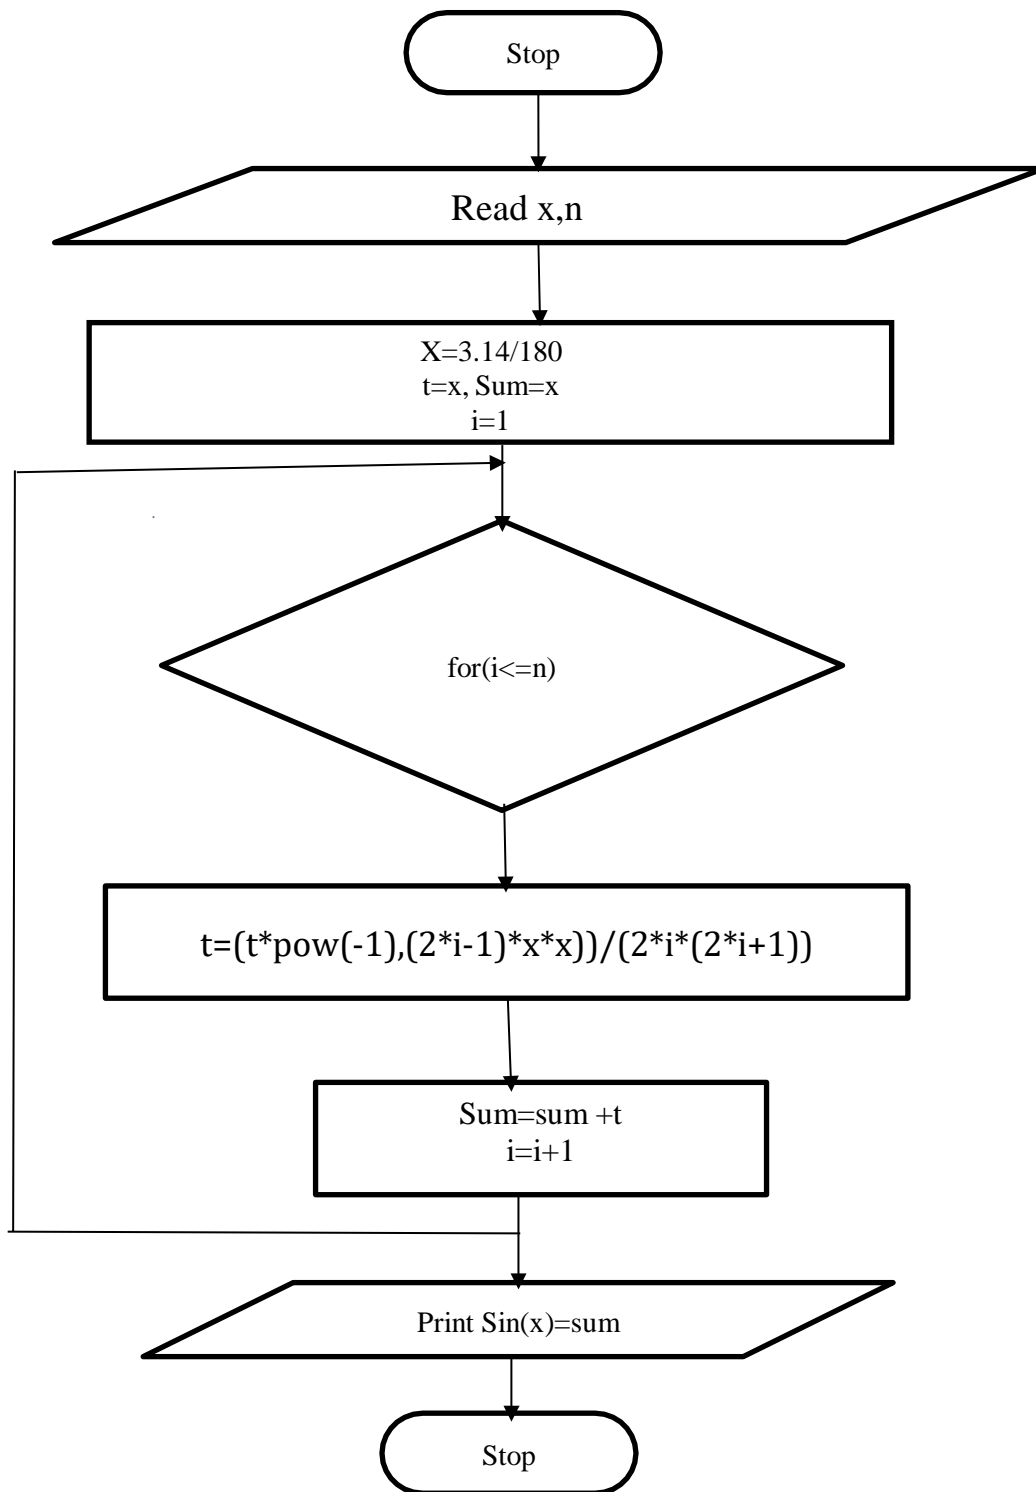 Stop
Read x,n
X=3.14/180
t=x, Sum=x
i=1
for(i<=n)
t=(t*pow(-1),(2*i-1)*x*x))/(2*i*(2*i+1))
Sum=sum +t
i=i+1
Print Sin(x)=sum
Stop